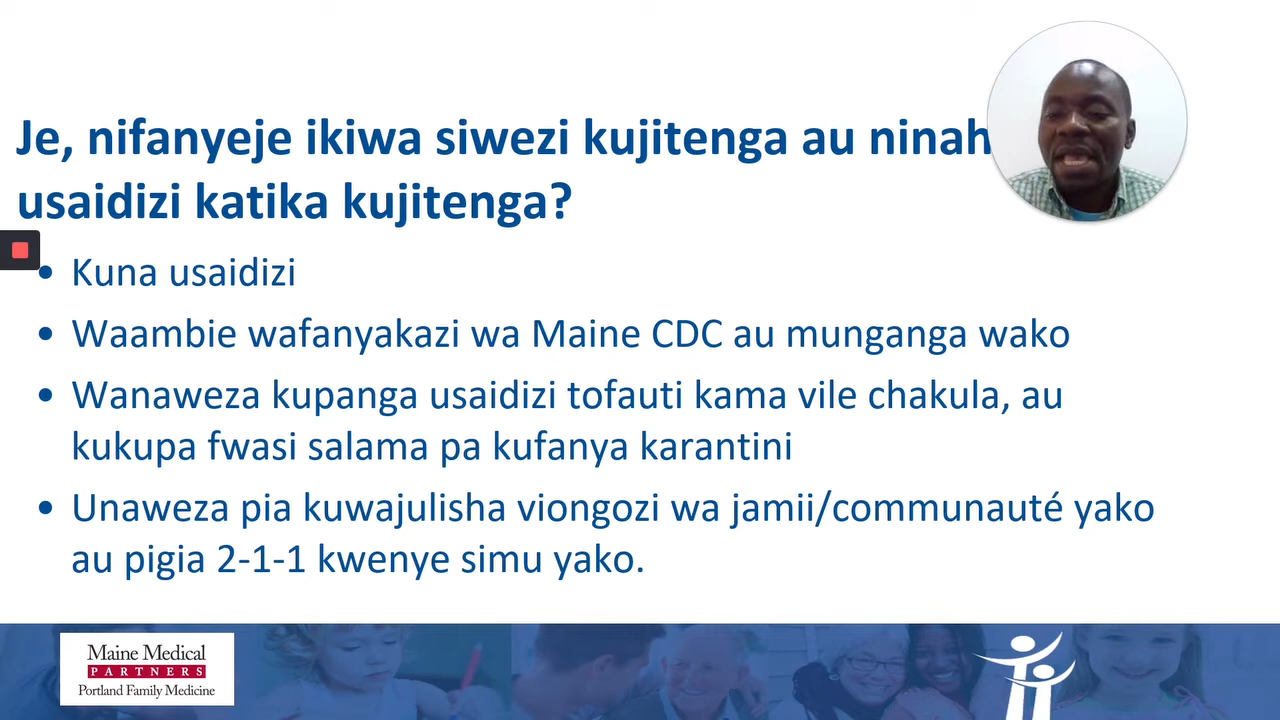 Je, nifanyeje ikiwa siwezi kujitenga au
usaidizi katika kujitenga?
• Kuna usaidizi
• Waambie wafanyakazi wa Maine CDC au munganga wako
• Wanaweza kupanga usaidizi tofauti kama vile chakula, au
kukupa fwasi salama pa kufanya karantini
• Unaweza pia kuwajulisha viongozi wa jamii/communauté yako
au pigia 2-1-1 kwenye simu yako.
Maine Medical
PARTNERS
Portland Family Medicine